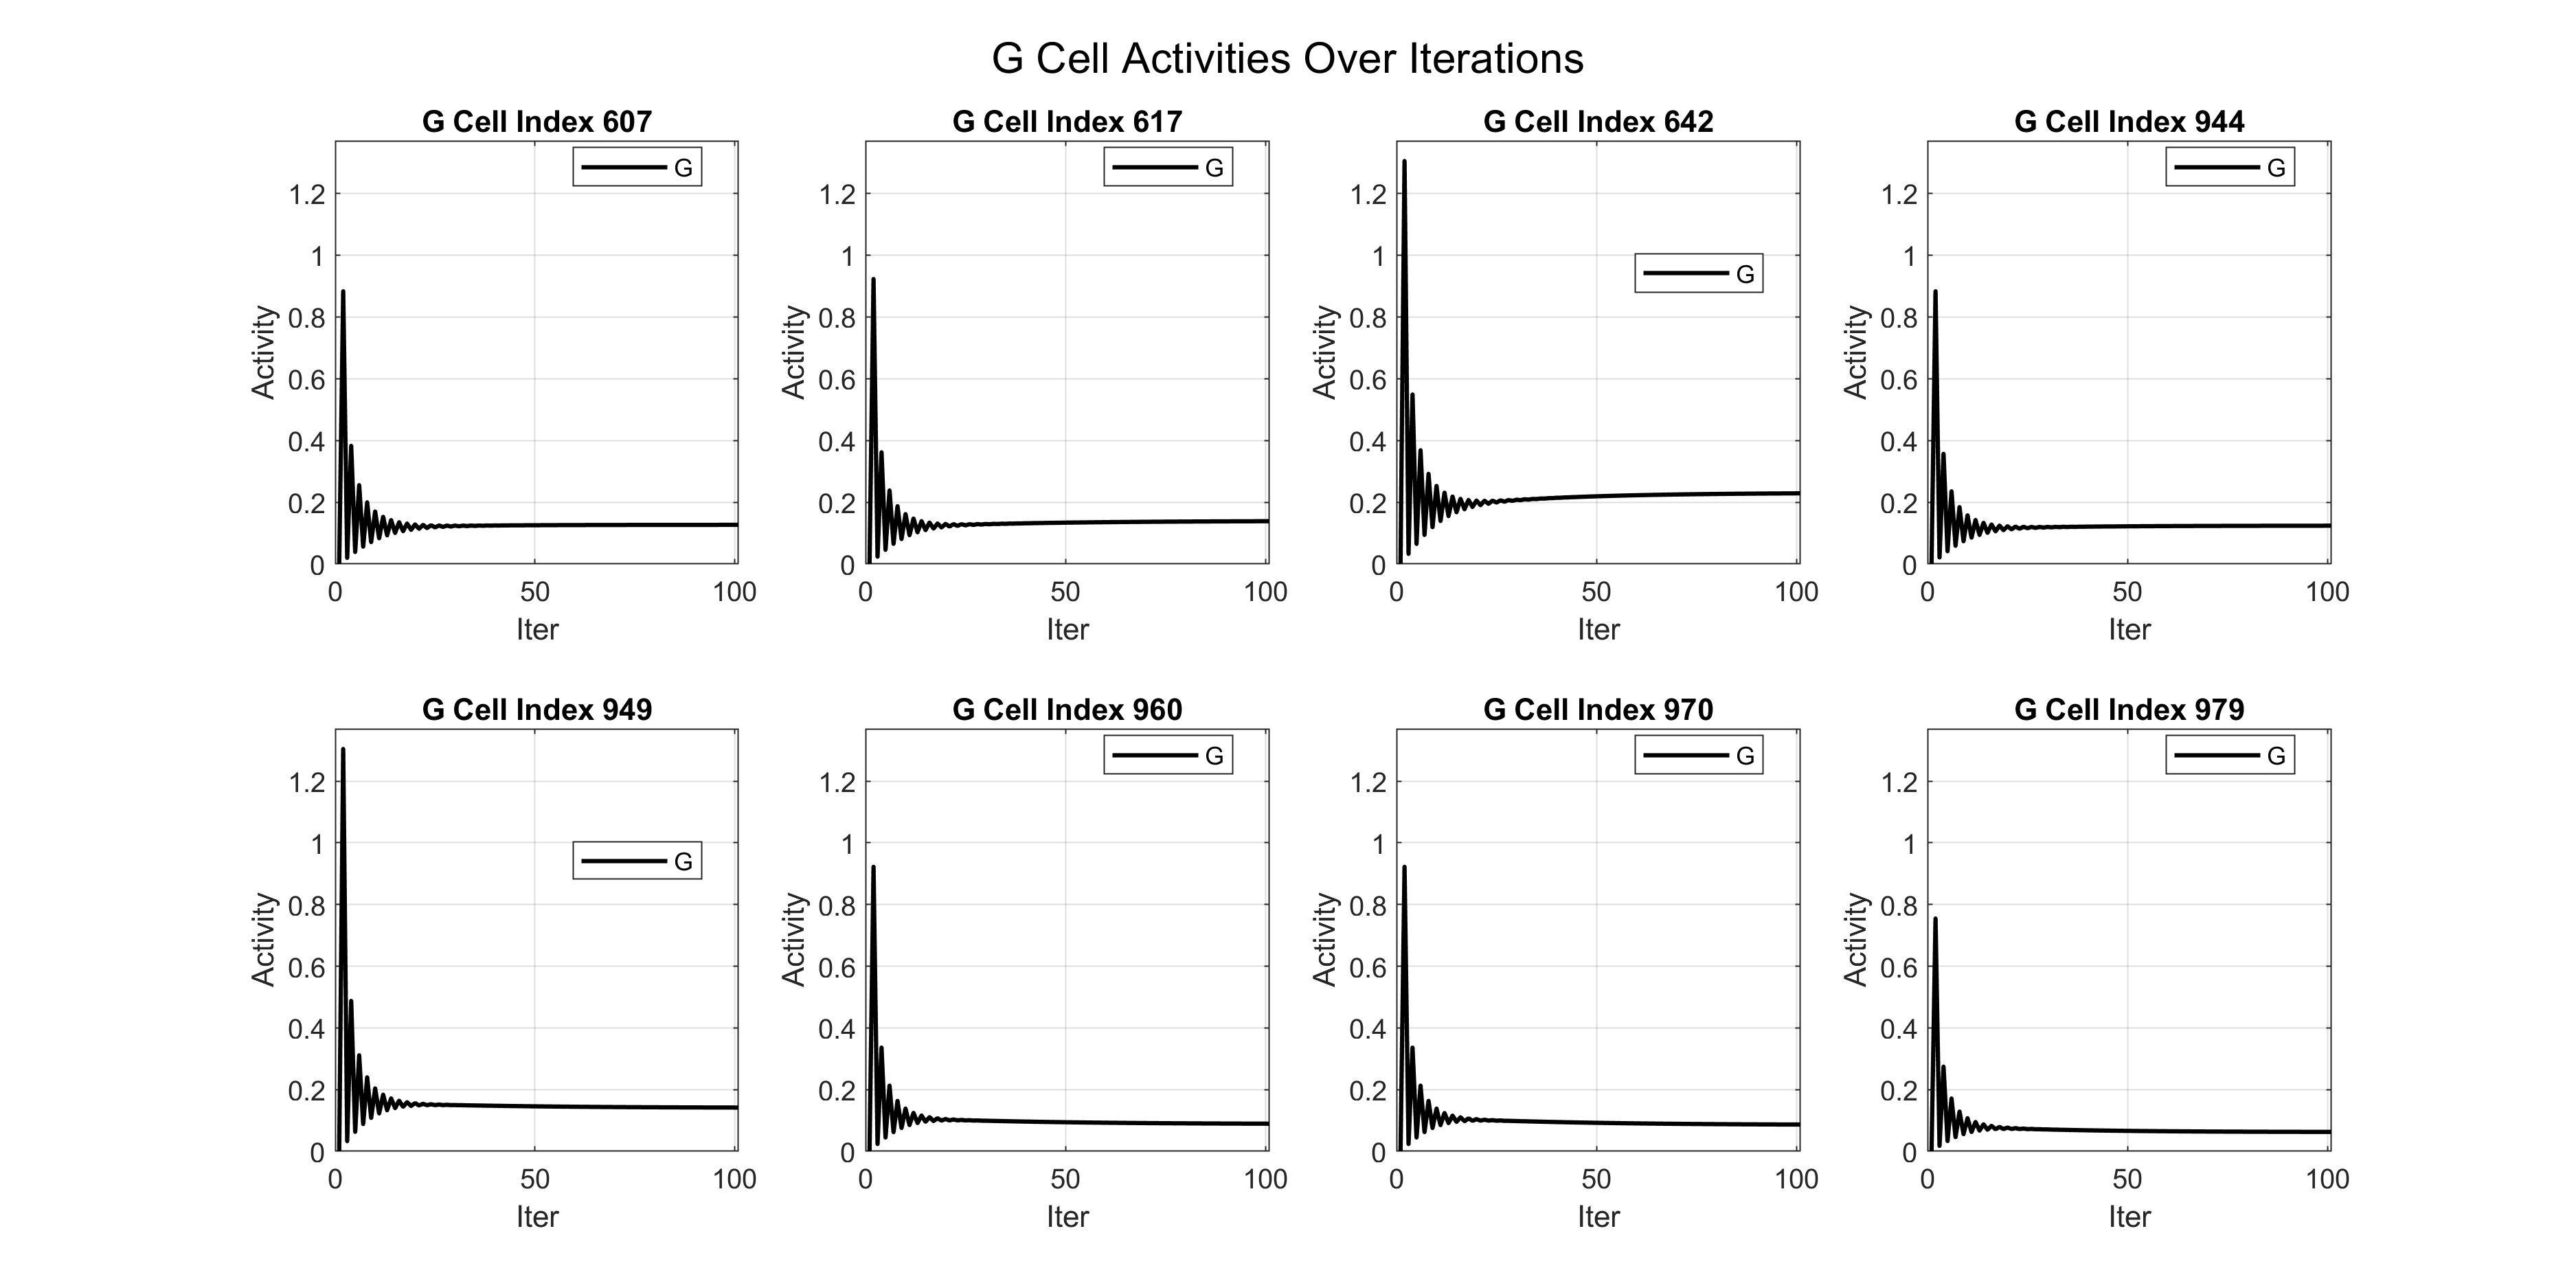 G Cell Activities Over Iterations
G Cell Index 607
G
1.2
1
0.8
0.6
0.4
0.2
0
Activity
0 50 100
Iter
G Cell Index 617
G
1.2
1
0.8
0.6
0.4
0.2
0
Activity
0 50 100
Iter
G Cell Index 642
G
1.2
1
0.8
0.6
0.4
0.2
0
Activity
0 50 100
Iter
G Cell Index 944
G
1.2
1
0.8
0.6
0.4
0.2
0
Activity
0 50 100
Iter
G Cell Index 949
G
1.2
1
0.8
0.6
0.4
0.2
0
Activity
0 50 100
Iter
G Cell Index 960
G
1.2
1
0.8
0.6
0.4
0.2
0
Activity
0 50 100
Iter
G Cell Index 970
G
1.2
1
0.8
0.6
0.4
0.2
0
Activity
0 50 100
Iter
G Cell Index 979
G
1.2
1
0.8
0.6
0.4
0.2
0
Activity
0 50 100
Iter